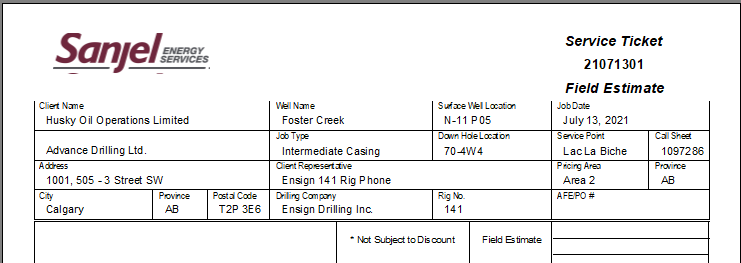 Sanjel ENERGY SERVICES
Service Ticket
21071301
Field Estimate
Client Name Well Name Surface Well Location Job Date
Husky Oil Operations Limited Foster Creek N-11 P05 July 13, 2021
Job Type Down Hole Location Service Point Call Sheet
Advance Drilling Ltd. Intermediate Casing 70-4W4 Lac La Biche 1097286
Address Client Representative Pricing Area Province
1001, 505 - 3 Street SW Ensign 141 Rig Phone Area 2 AB
City Province Postal Code Drilling Company Rig No. AFE/PO #
Calgary AB T2P 3E6 Ensign Drilling Inc. 141
* Not Subject to Discount Field Estimate